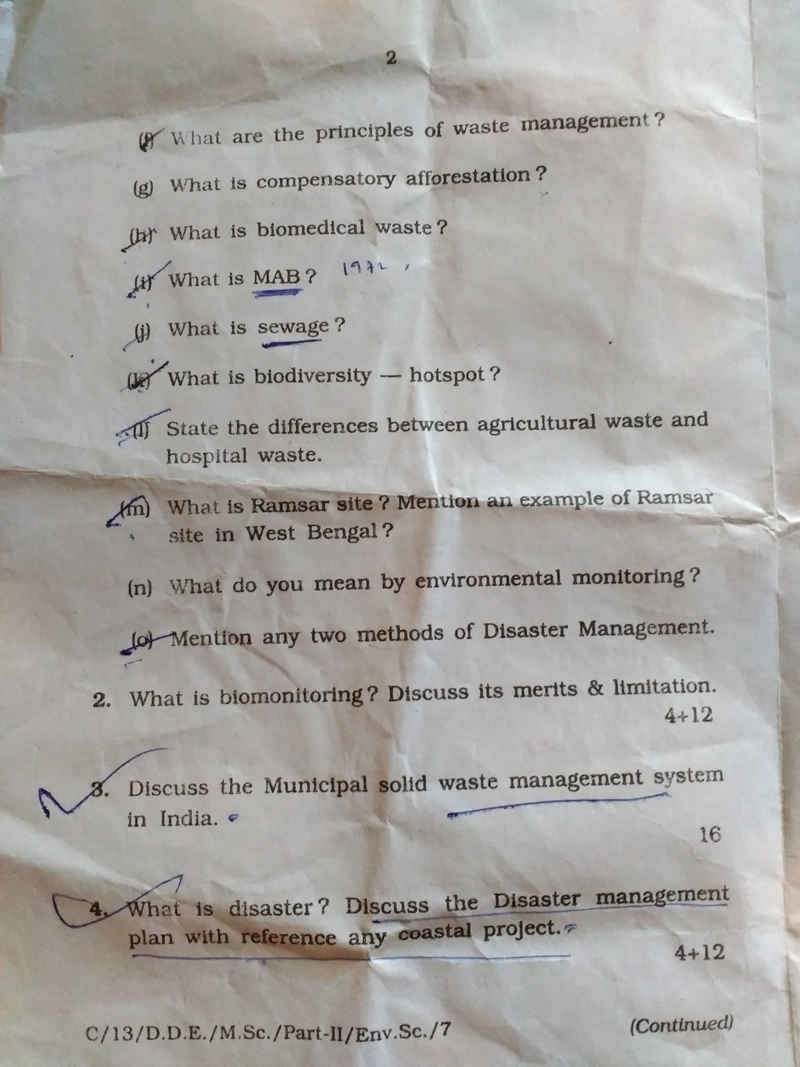 2
(f) What are the principles of waste management ?
(g) What is compensatory afforestation ?
(h) What is biomedical waste ?
(i) What is MAB ? 1972
(j) What is sewage ?
(k) What is biodiversity — hotspot ?
(l) State the differences between agricultural waste and
hospital waste.
(m) What is Ramsar site ? Mention an example of Ramsar
site in West Bengal ?
(n) What do you mean by environmental monitoring ?
(o) Mention any two methods of Disaster Management.
2. What is biomonitoring ? Discuss its merits & limitation.
4+12
3. Discuss the Municipal solid waste management system
in India.
16
4. What is disaster ? Discuss the Disaster management
plan with reference any coastal project.
4+12
C/13/D.D.E./M.Sc./Part-II/Env.Sc./7
(Continued)